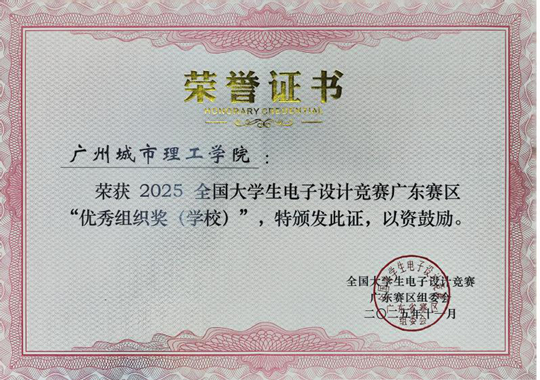 荣誉证书
HONORARY CREDENTIAL
广州城市理工学院：
荣获 2025 全国大学生电子设计竞赛广东赛区
“优秀组织奖（学校）”，特颁发此证，以资鼓励。
全国大学生电子设计竞赛
广东赛区组委会
二〇二五年十一月